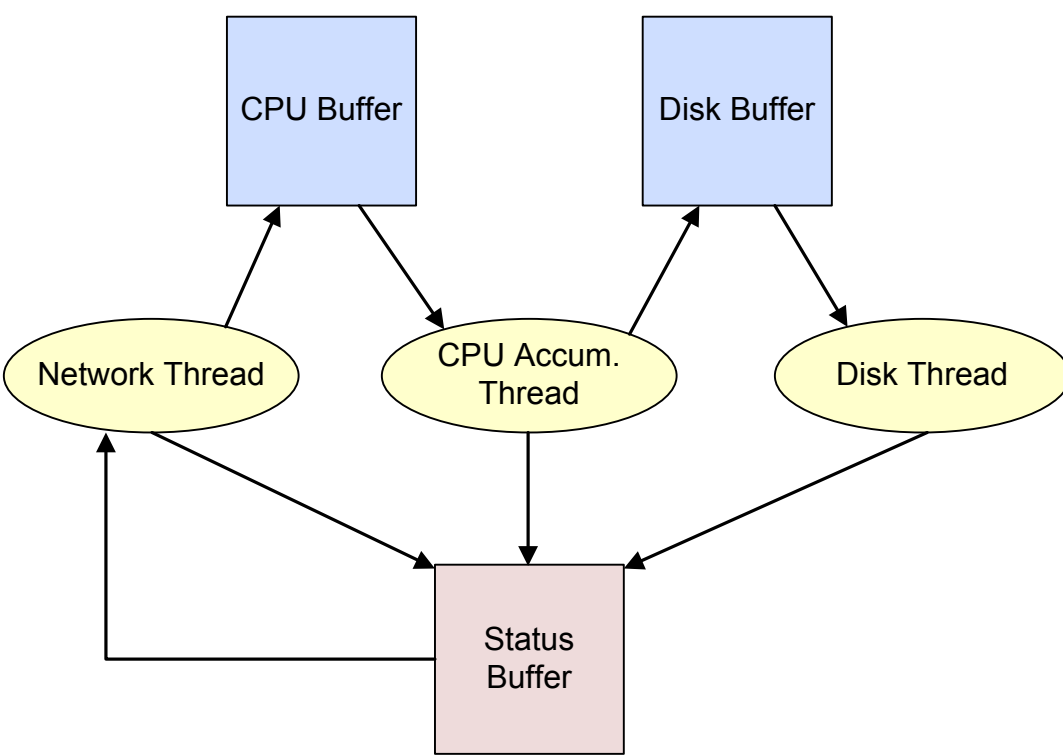 CPU Buffer
Disk Buffer
Network Thread
CPU Accum.
Thread
Disk Thread
Status
Buffer